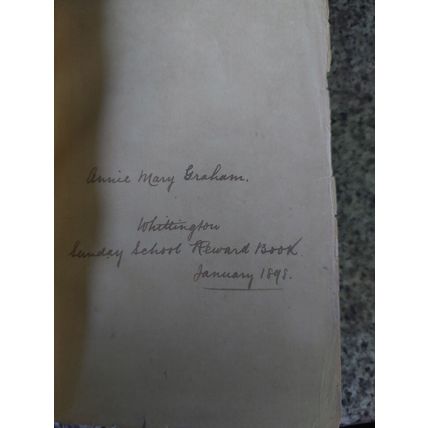 Annie Mary Graham.
Whittington
Sunday School Reward Book
January 1898.